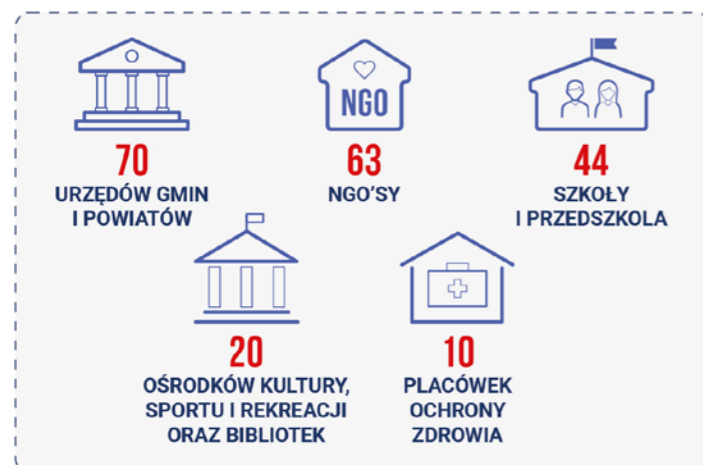 70
URZĘDÓW GMIN
I POWIATÓW
NGO
63
NGO'SY
44
SZKOŁY
I PRZEDSZKOLA
20
OŚRODKÓW KULTURY,
SPORTU I REKREACJI
ORAZ BIBLIOTEK
10
PLACÓWEK
OCHRONY
ZDROWIA